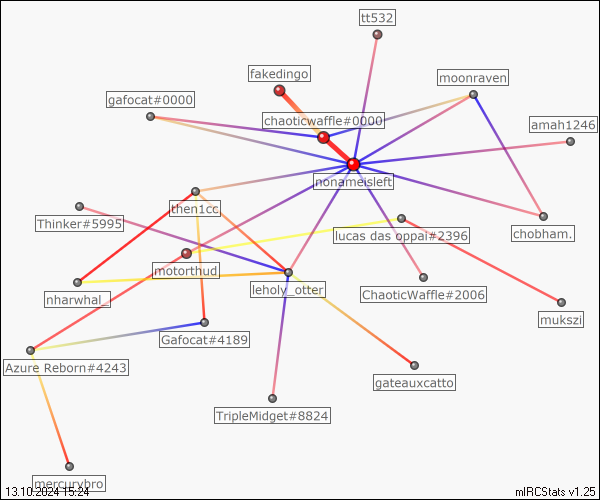 tt532
fakedingo
moonraven
gafocat#0000
chaoticwaffle#0000
amah1246
nonameisleft
then1cc
Thinker#5995
lucas das oppai#2396
chobham.
motorthud
leholy_otter
ChaoticWaffle#2006
nharwhal_
mukszi
Gafocat#4189
Azure Reborn#4243
gateauxcatto
TripleMidget#8824
mercurybro
13.10.2024 15:24
mIRCStats v1.25